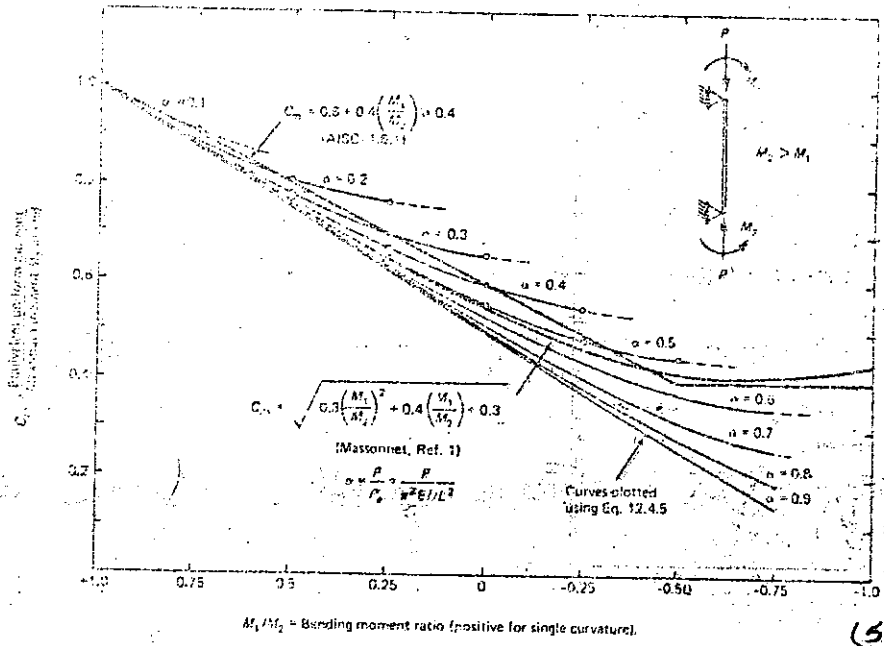 P
M₁
M₂ > M₁
M₂
P
1.0
α = 0.1
Cₘ = 0.6 + 0.4(M₁/M₂) ≥ 0.4
(AISC-1.6.1)
0.8
α = 0.2
α = 0.3
0.6
α = 0.4
α = 0.5
0.4
α = 0.6
α = 0.7
α = 0.8
α = 0.9
Cₘ = √0.3(M₁/M₂)² + 0.4(M₁/M₂) + 0.3
(Massonnet, Ref. 1)
α = P/Pₑ = P/π²EI/L²
Curves plotted
using Eq. 12.4.5
0.2
0
+1.0 0.75 0.5 0.25 0 -0.25 -0.50 -0.75 -1.0
M₁/M₂ = Bending moment ratio (positive for single curvature).
(5